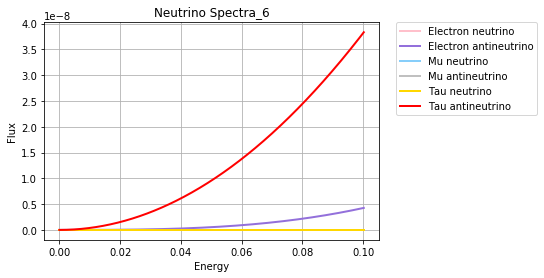 Neutrino Spectra_6
1e−8
4.0
3.5
3.0
2.5
2.0
1.5
1.0
0.5
0.0
Flux
0.00 0.02 0.04 0.06 0.08 0.10
Energy
Electron neutrino
Electron antineutrino
Mu neutrino
Mu antineutrino
Tau neutrino
Tau antineutrino